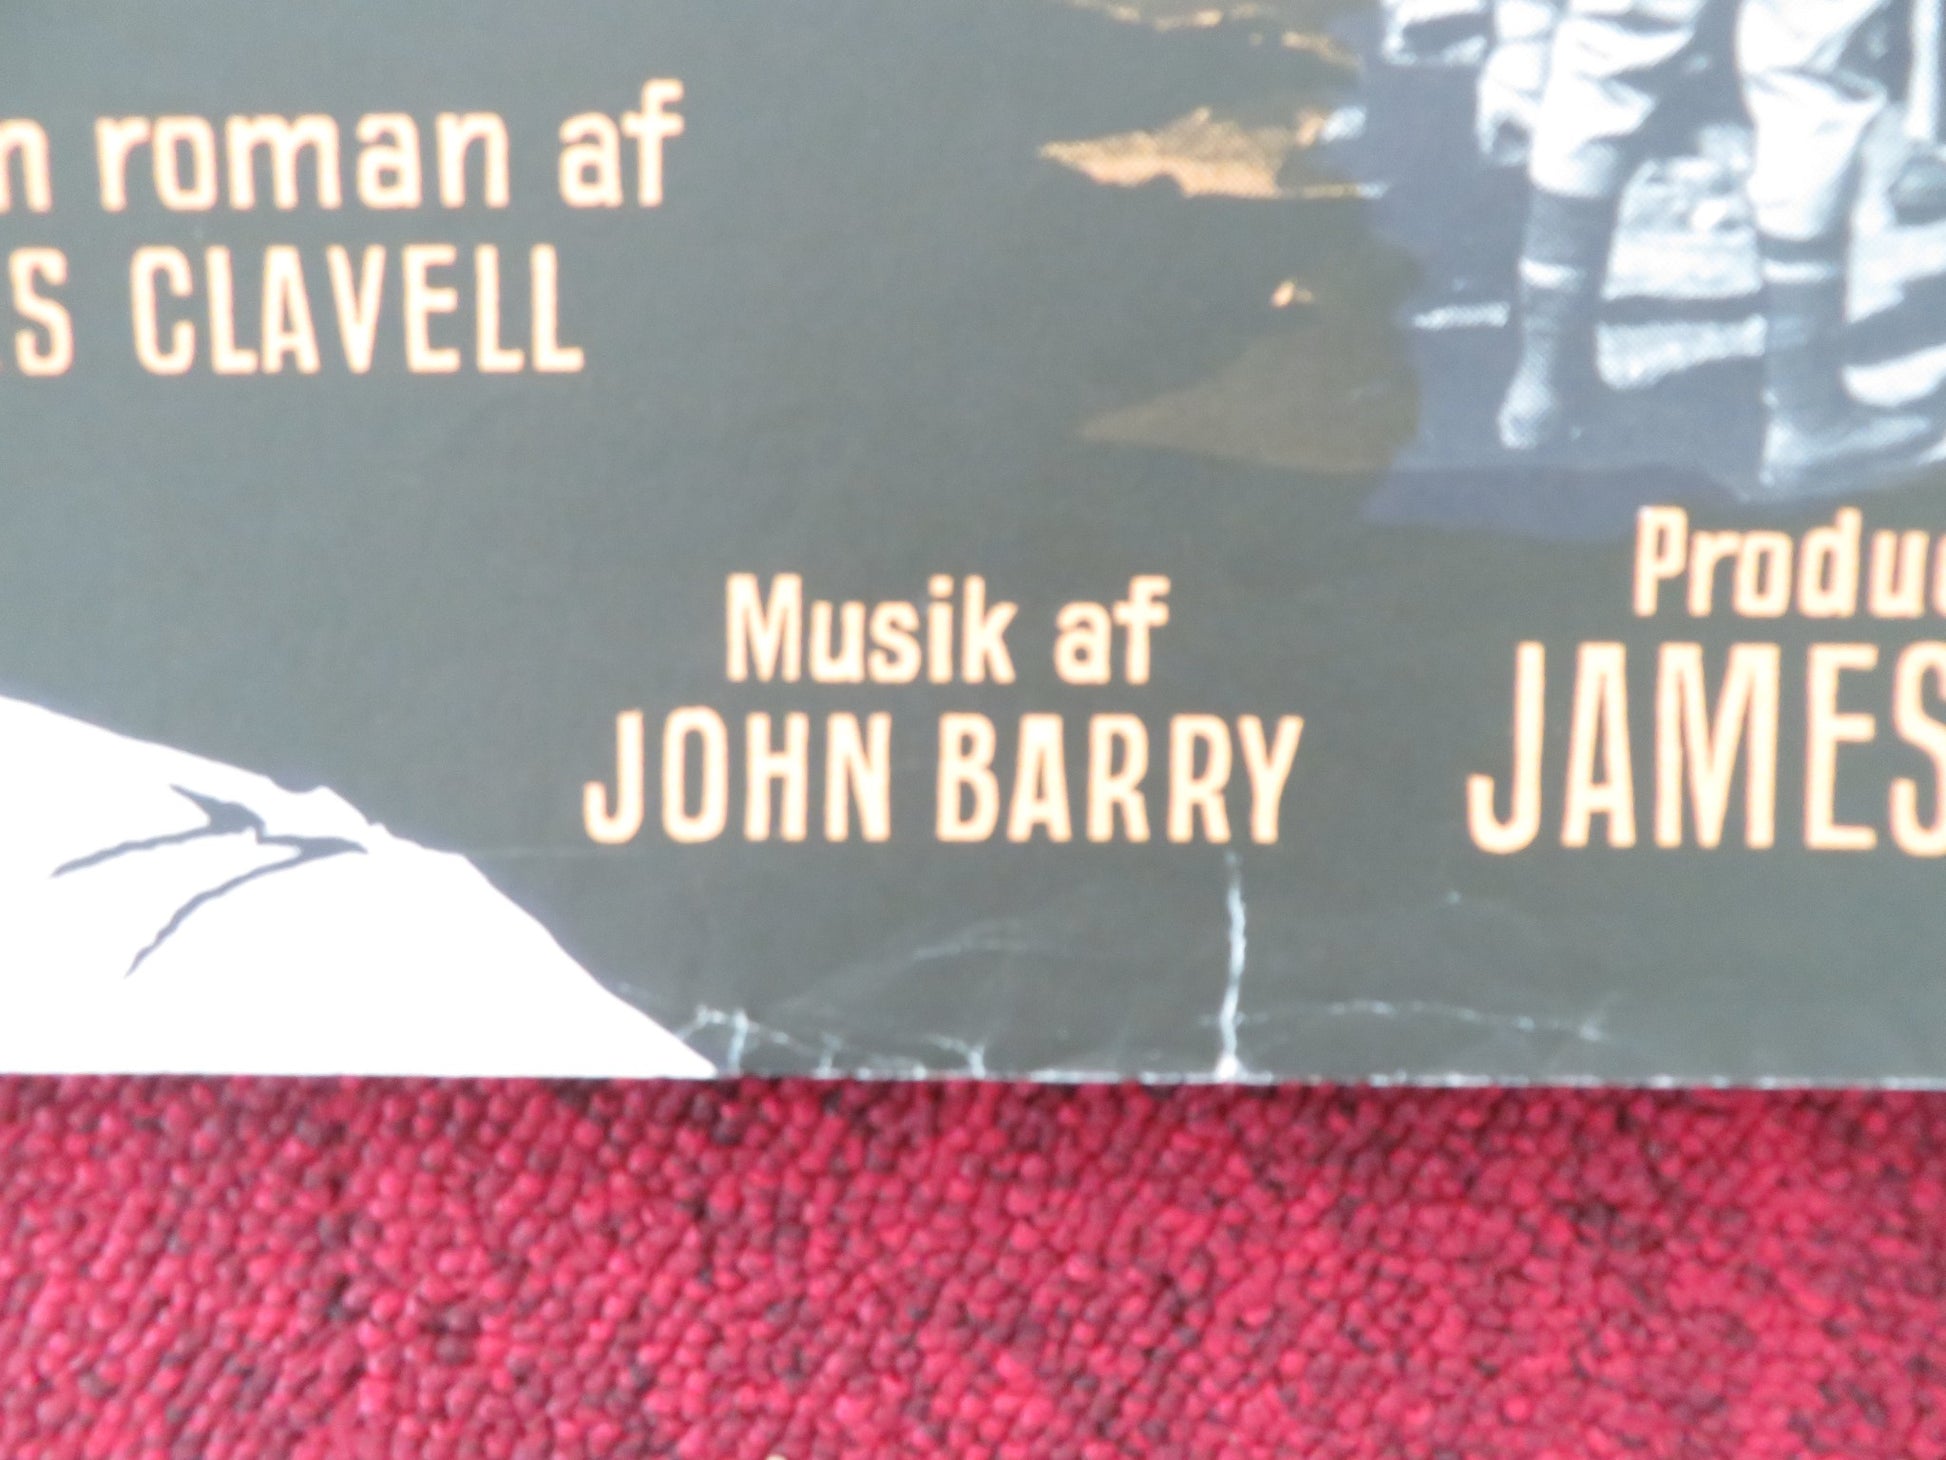 n roman af
S CLAVELL
Musik af
JOHN BARRY
Produc
JAMES